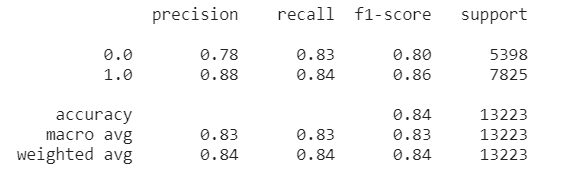 precision recall f1-score support
0.0 0.78 0.83 0.80 5398
1.0 0.88 0.84 0.86 7825
accuracy 0.84 13223
macro avg 0.83 0.83 0.83 13223
weighted avg 0.84 0.84 0.84 13223